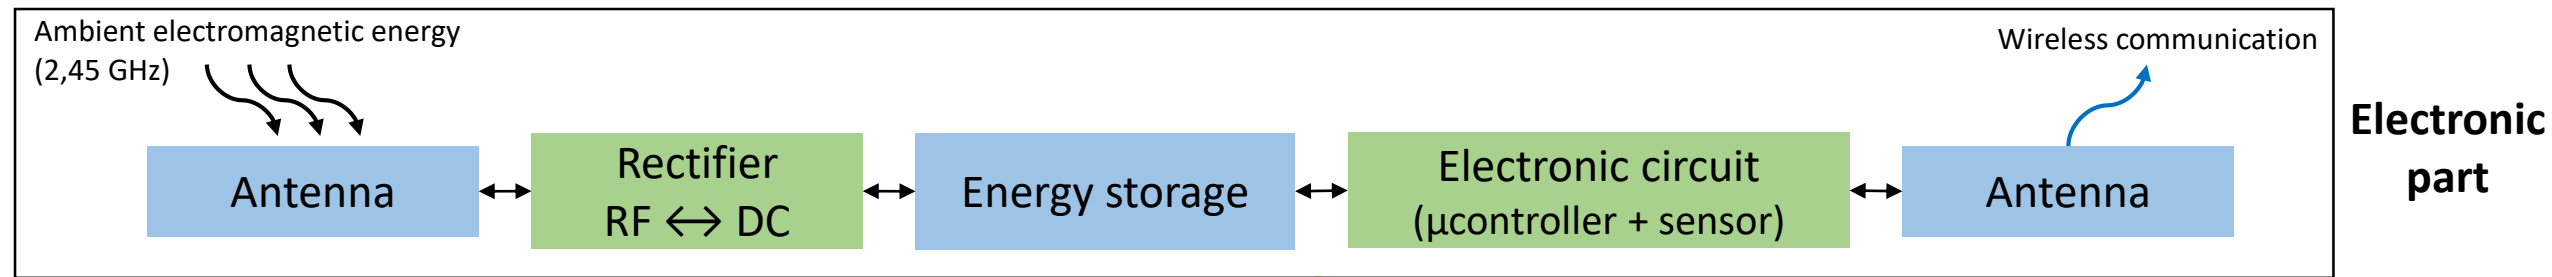 Ambient electromagnetic energy
(2,45 GHz)
Wireless communication
Antenna
Rectifier
RF ↔ DC
Energy storage
Electronic circuit
(μcontroller + sensor)
Antenna
Electronic
part